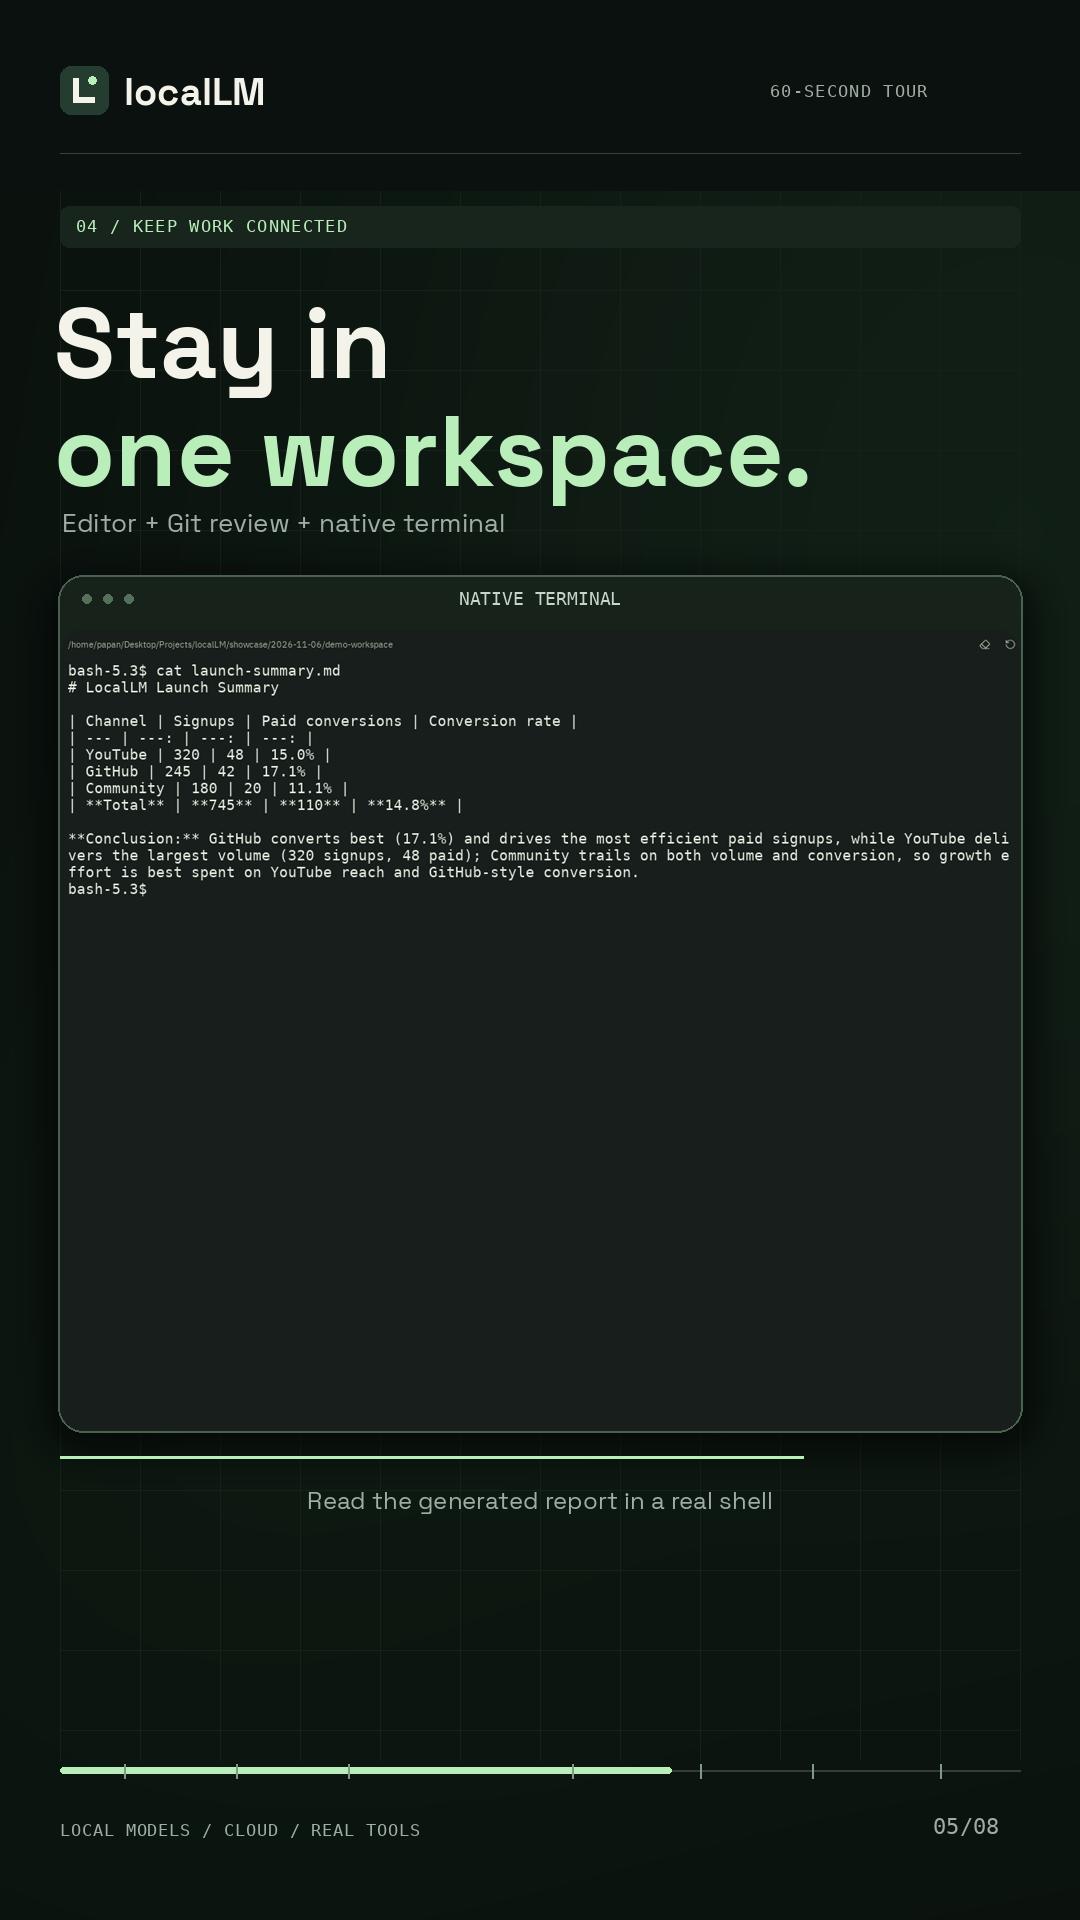 localLM
60-SECOND TOUR
04 / KEEP WORK CONNECTED
Stay in
one workspace.
Editor + Git review + native terminal
NATIVE TERMINAL
/home/papan/Desktop/Projects/localLM/showcase/2026-11-06/demo-workspace
bash-5.3$ cat launch-summary.md
# LocalLM Launch Summary
| Channel | Signups | Paid conversions | Conversion rate |
| --- | ---: | ---: | ---: |
| YouTube | 320 | 48 | 15.0% |
| GitHub | 245 | 42 | 17.1% |
| Community | 180 | 20 | 11.1% |
| **Total** | **745** | **110** | **14.8%** |
**Conclusion:** GitHub converts best (17.1%) and drives the most efficient paid signups, while YouTube deli
vers the largest volume (320 signups, 48 paid); Community trails on both volume and conversion, so growth e
ffort is best spent on YouTube reach and GitHub-style conversion.
bash-5.3$
Read the generated report in a real shell
LOCAL MODELS / CLOUD / REAL TOOLS
05/08